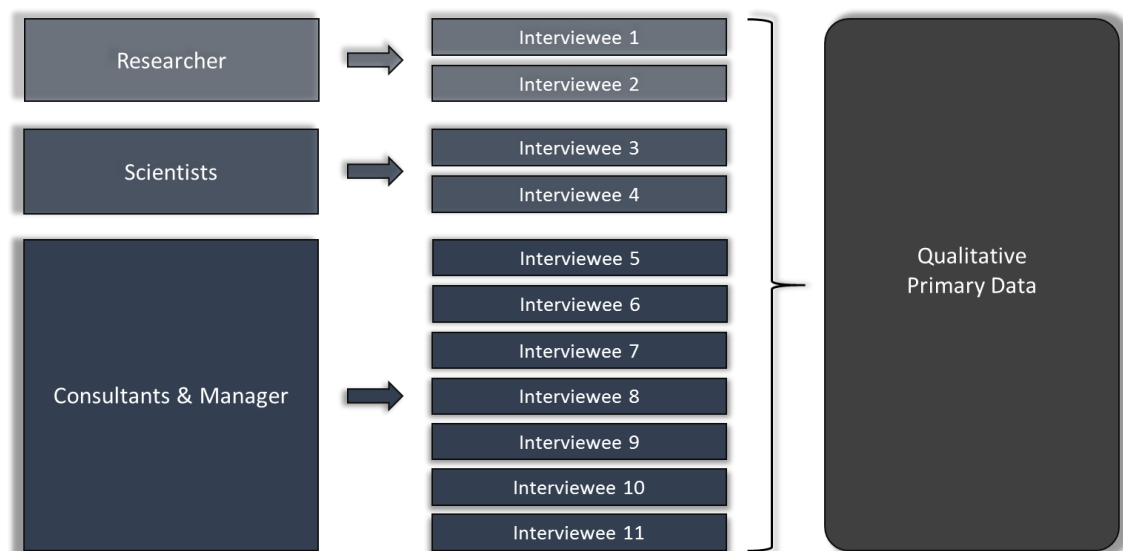 Researcher
Interviewee 1
Interviewee 2
Scientists
Interviewee 3
Interviewee 4
Consultants & Manager
Interviewee 5
Interviewee 6
Interviewee 7
Interviewee 8
Interviewee 9
Interviewee 10
Interviewee 11
Qualitative
Primary Data